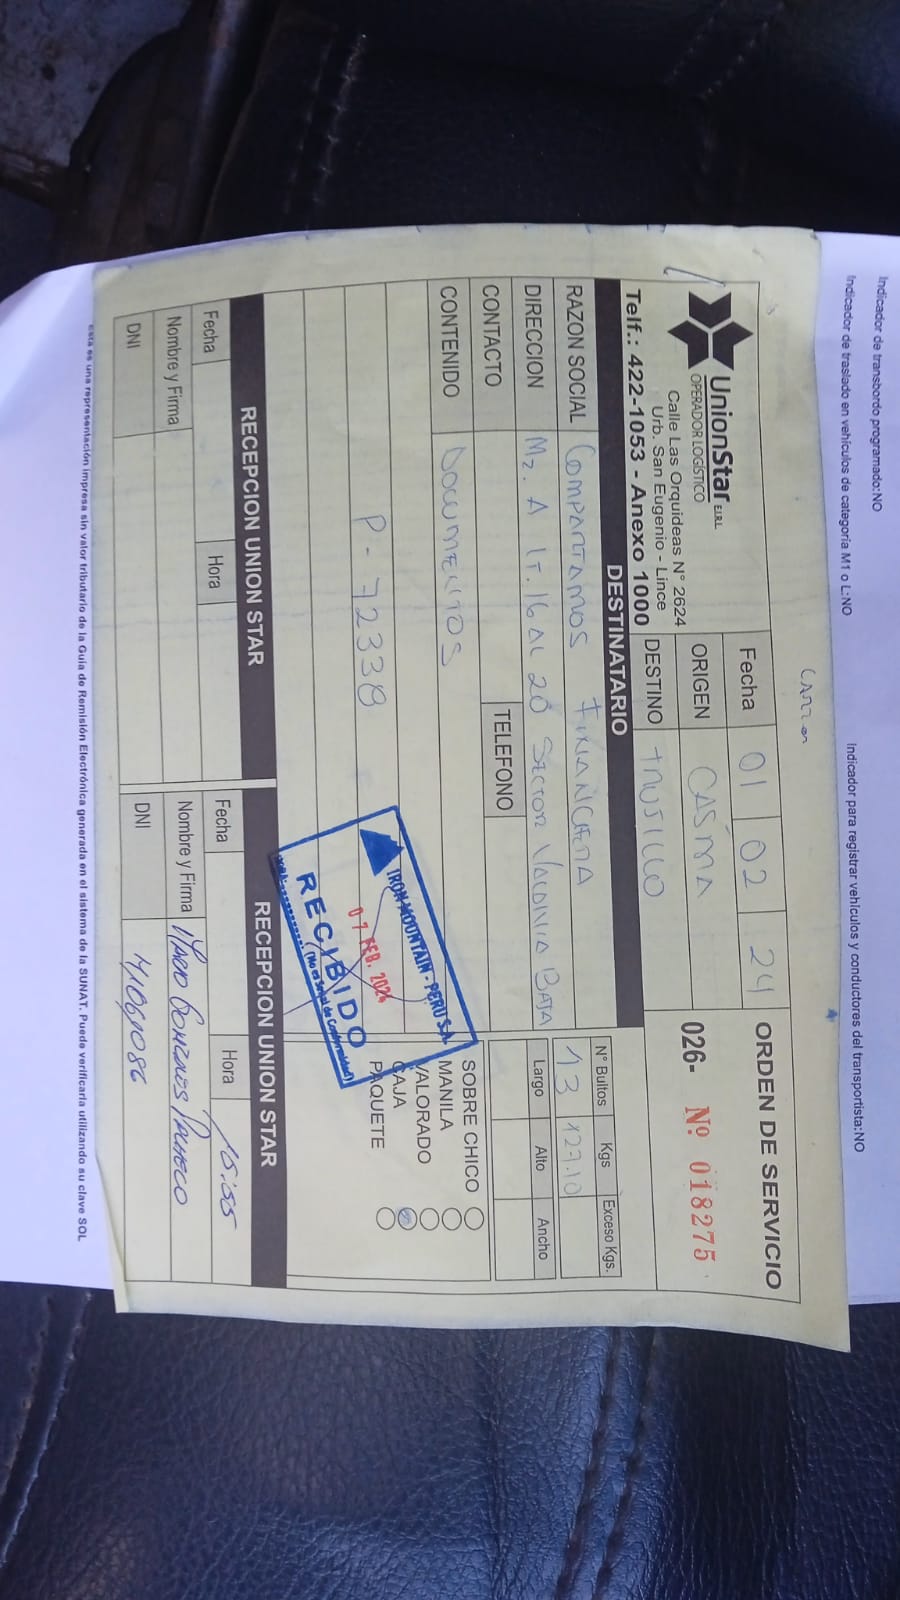 Indicador de transbordo programado:NO
Indicador de traslado en vehículos de categoría M1 o L:NO
Indicador para registrar vehículos y conductores del transportista:NO
UnionStar E.I.R.L.
OPERADOR LOGÍSTICO
Calle Las Orquideas N° 2624
Urb. San Eugenio - Lince
Telf.: 422-1053 - Anexo 1000
Fecha 01 02 24
ORIGEN CASMA
DESTINO TRUJILLO
ORDEN DE SERVICIO
026- Nº 018275
DESTINATARIO
RAZON SOCIAL COMPARTAMOS FINANCIERA
DIRECCION Mz. A lt. 16 AL 20 SECTOR VALDIVIA BAJA
CONTACTO
TELEFONO
CONTENIDO DOCUMENTOS
P-72338
N° Bultos Kgs Exceso Kgs.
13 127.10
Largo Alto Ancho
SOBRE CHICO
MANILA
VALORADO
CAJA
PAQUETE
IRON MOUNTAIN - PERU S.A.
07 FEB. 2024
RECIBIDO
(No es Señal de Conformidad)
RECEPCION UNION STAR
Fecha
Hora
Nombre y Firma
DNI
RECEPCION UNION STAR
Fecha
Hora 15:55
Nombre y Firma
DNI
Esta es una representación impresa sin valor tributario de la Guía de Remisión Electrónica generada en el sistema de la SUNAT. Puede verificarla utilizando su clave SOL